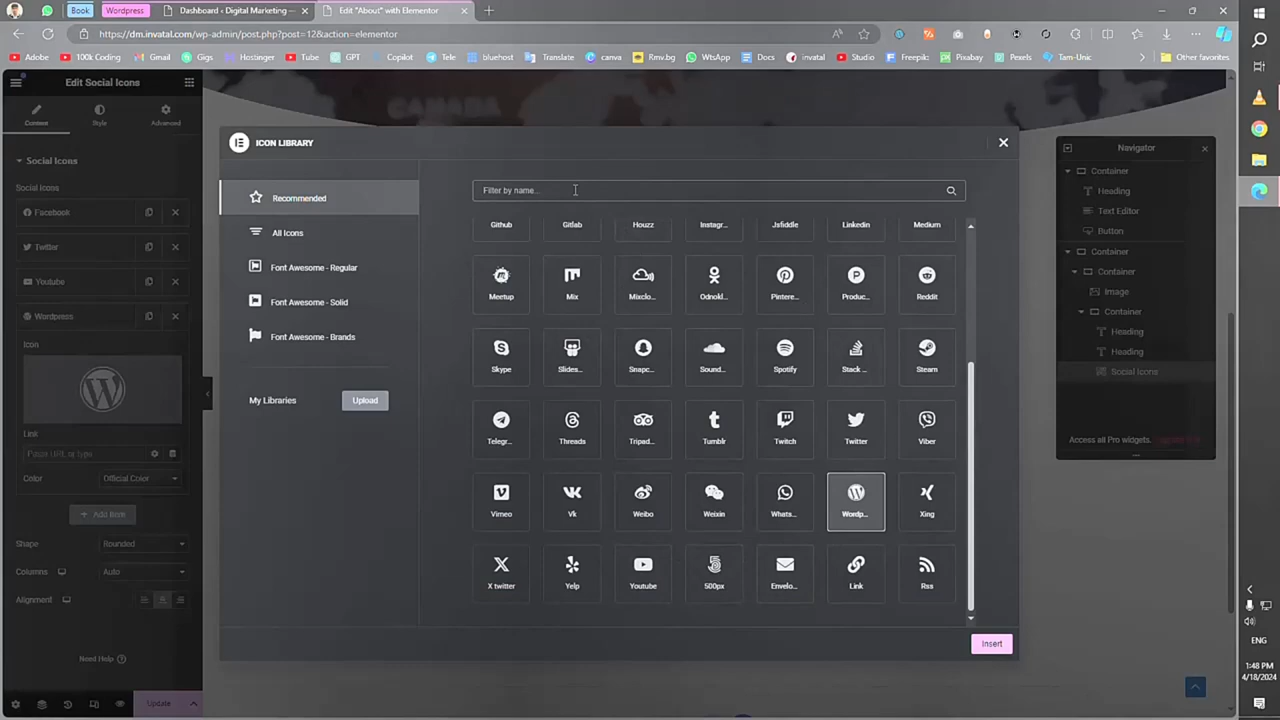 Book
Wordpress
Dashboard ‹ Digital Marketing —
Edit "About" with Elementor
https://dm.invatal.com/wp-admin/post.php?post=12&action=elementor
Adobe
100k Coding
Gmail
Gigs
Hostinger
Tube
GPT
Copilot
Tele
bluehost
Translate
canva
Rmv.bg
WtsApp
Docs
invatal
Studio
Freepik:
Pixabay
Pexels
Tam-Unic
Other favorites
Edit Social Icons
Content
Style
Advanced
Social Icons
Social Icons
Facebook
Twitter
Youtube
Wordpress
Icon
Link
Paste URL or type
Color
Official Color
+ Add Item
Shape
Rounded
Columns
Auto
Alignment
Need Help
Update
CANADA
ICON LIBRARY
Recommended
All Icons
Font Awesome - Regular
Font Awesome - Solid
Font Awesome - Brands
My Libraries
Upload
Filter by name...
Github
Gitlab
Houzz
Instagr...
Jsfiddle
Linkedin
Medium
Meetup
Mix
Mixclo...
Odnokl...
Pintere...
Produc...
Reddit
Skype
Slides...
Snapc...
Sound...
Spotify
Stack ...
Steam
Telegr...
Threads
Tripad...
Tumblr
Twitch
Twitter
Viber
Vimeo
Vk
Weibo
Weixin
Whats...
Wordp...
Xing
X twitter
Yelp
Youtube
500px
Envelo...
Link
Rss
Insert
Navigator
Container
Heading
Text Editor
Button
Container
Container
Image
Container
Heading
Heading
Social Icons
Access all Pro widgets.
ENG
1:48 PM
4/18/2024